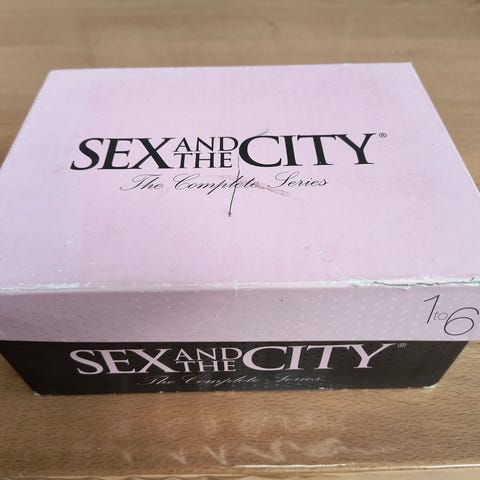 SEX AND THE CITY®
The Complete Series
1 to 6
SEX AND THE CITY®
The Complete Series